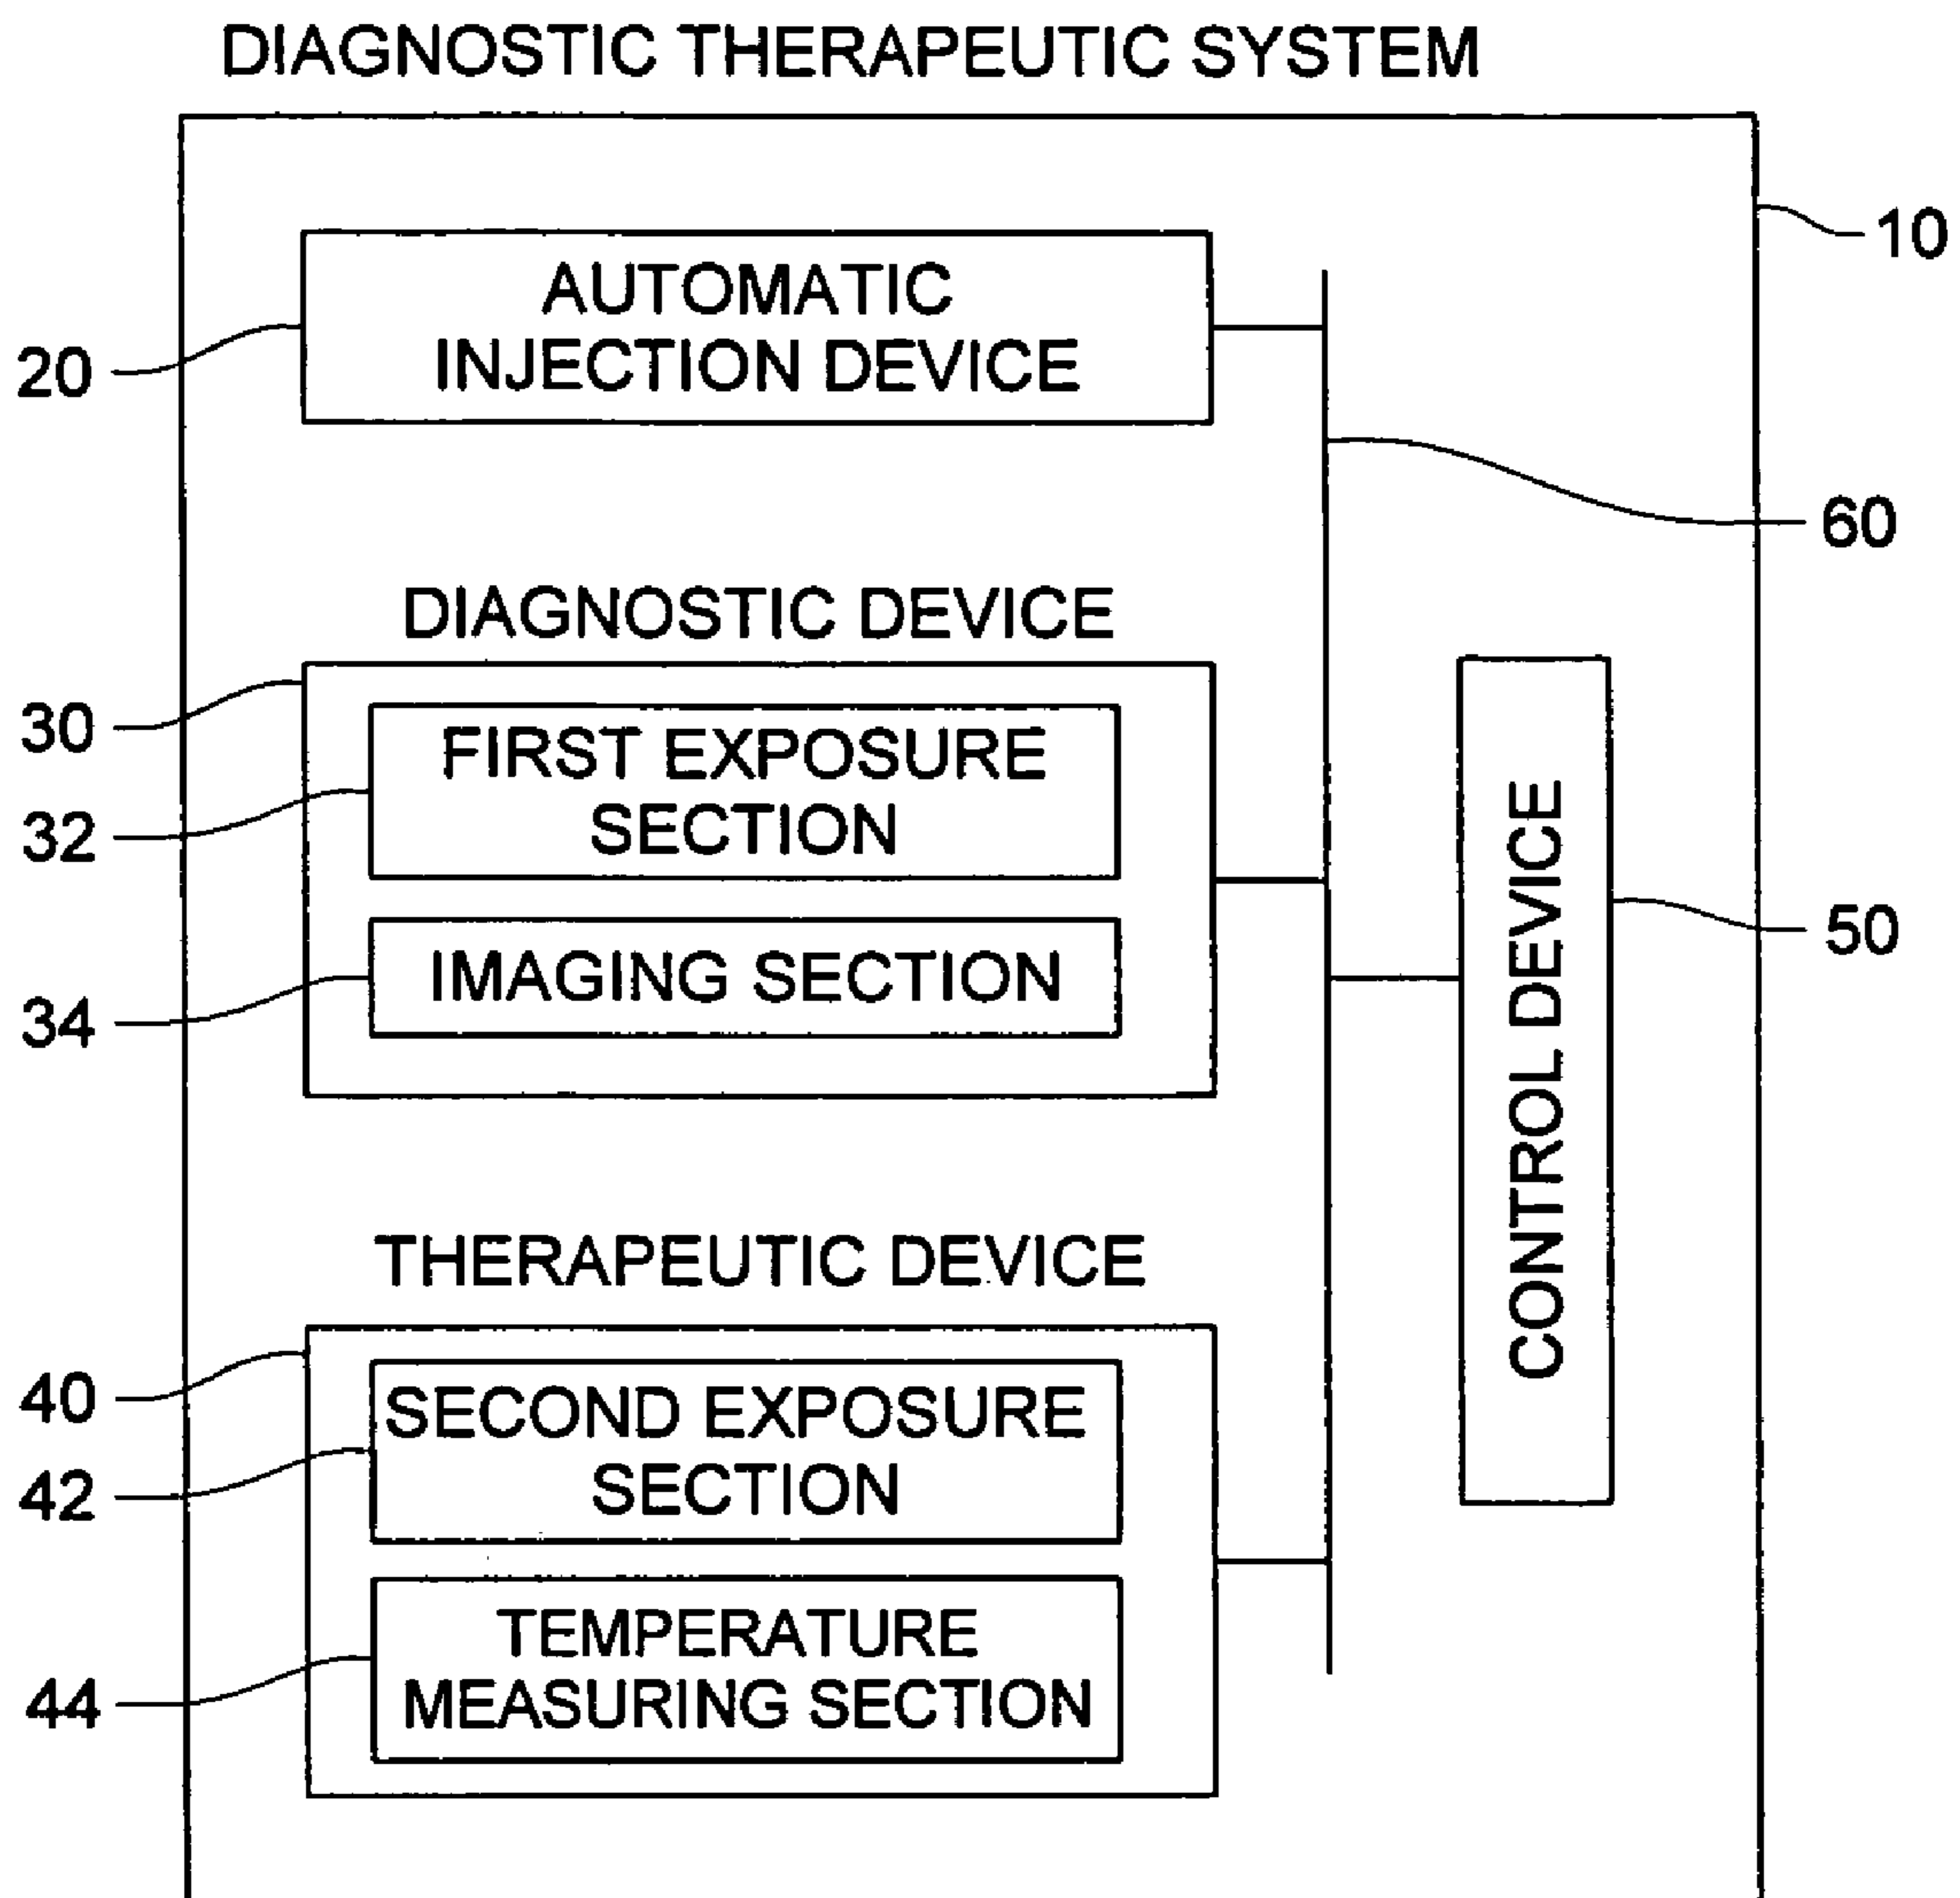 DIAGNOSTIC THERAPEUTIC SYSTEM
10
AUTOMATIC
INJECTION DEVICE
20
60
DIAGNOSTIC DEVICE
30
FIRST EXPOSURE
SECTION
32
IMAGING SECTION
34
CONTROL DEVICE
50
THERAPEUTIC DEVICE
40
SECOND EXPOSURE
SECTION
42
TEMPERATURE
MEASURING SECTION
44